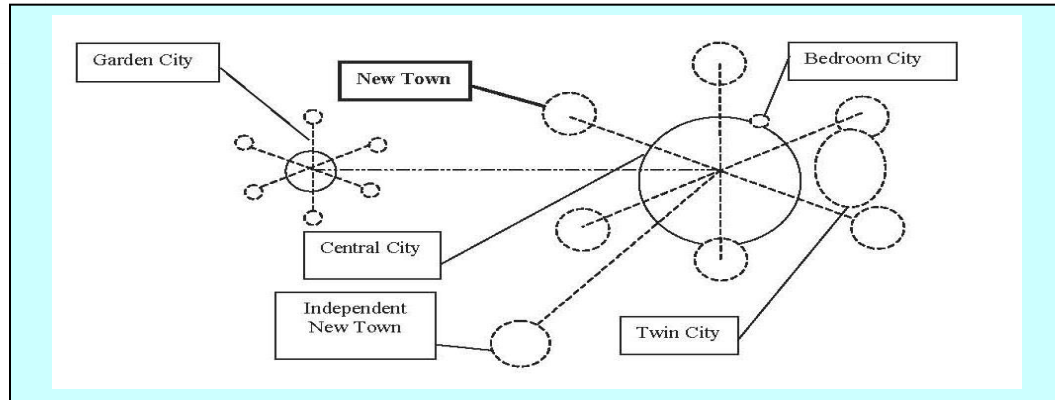 Garden City
New Town
Bedroom City
Central City
Independent
New Town
Twin City